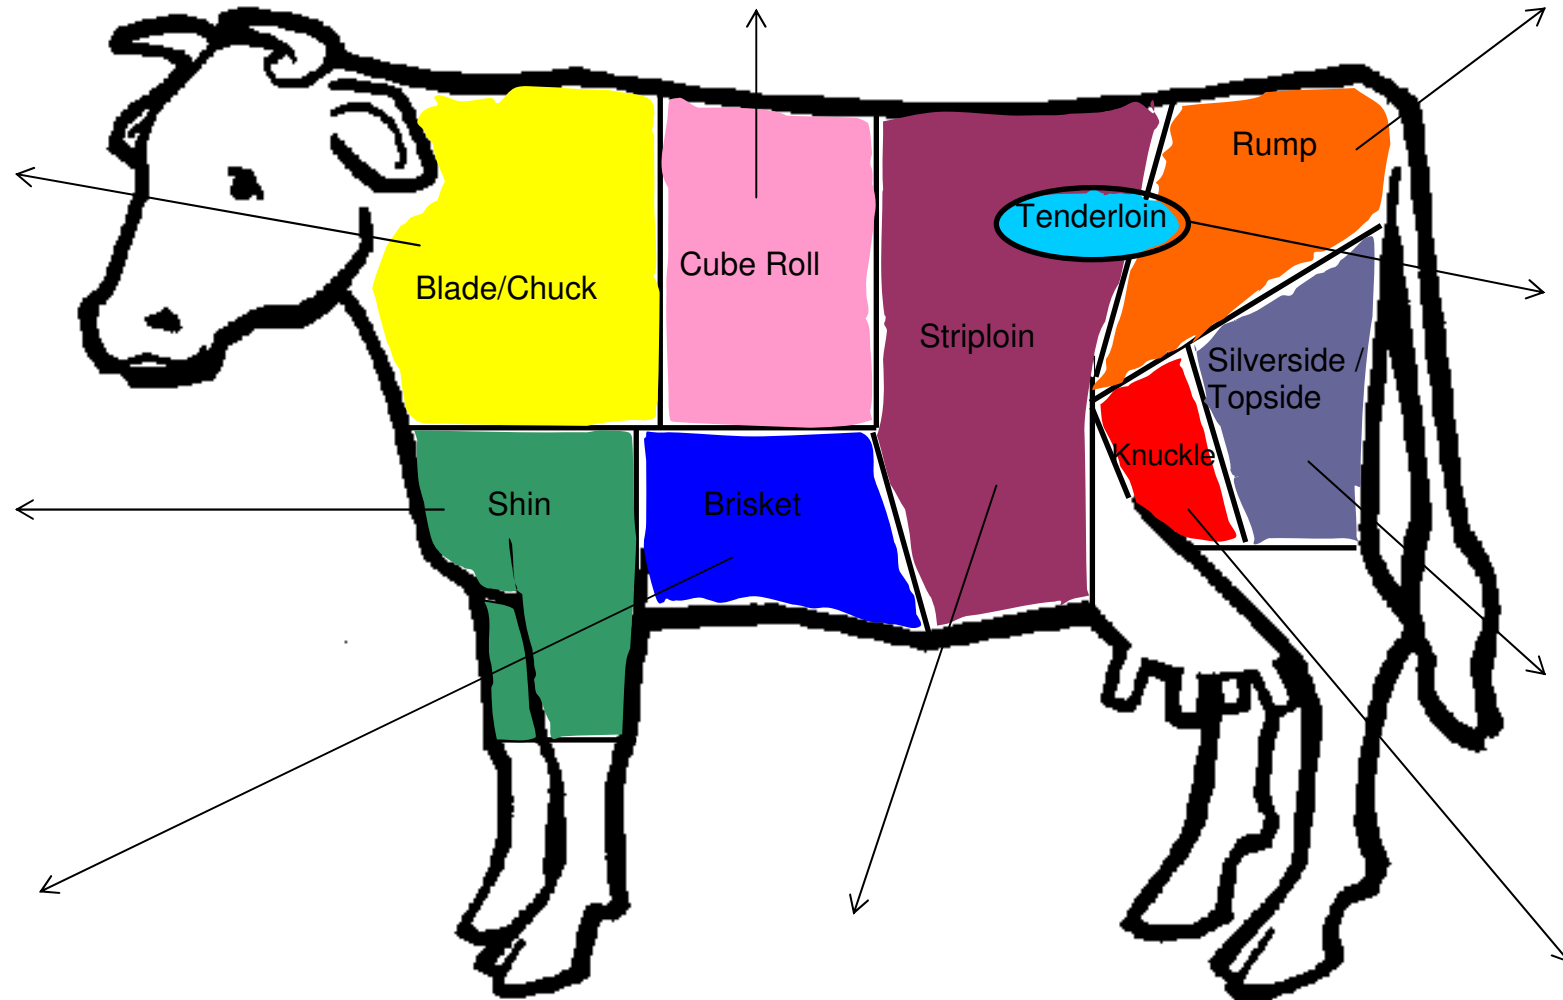 Rump
Tenderloin
Cube Roll
Blade/Chuck
Striploin
Silverside /
Topside
Knuckle
Shin
Brisket